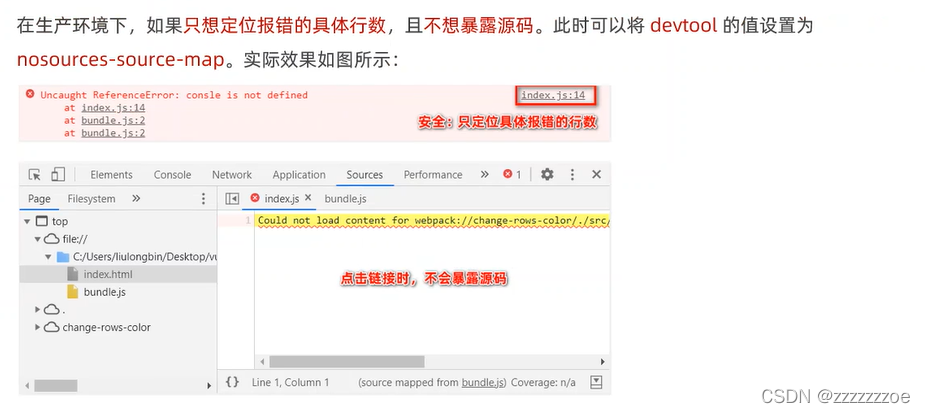 在生产环境下，如果只想定位报错的具体行数，且不想暴露源码。此时可以将 devtool 的值设置为
nosources-source-map。实际效果如图所示：
Uncaught ReferenceError: consle is not defined index.js:14
at index.js:14
at bundle.js:2
at bundle.js:2
安全：只定位具体报错的行数
Elements Console Network Application Sources Performance » 1
Page Filesystem » index.js × bundle.js
top
file://
C:/Users/liulongbin/Desktop/vu
index.html
bundle.js
.
change-rows-color
1 Could not load content for webpack://change-rows-color/./src/
点击链接时，不会暴露源码
{} Line 1, Column 1 (source mapped from bundle.js) Coverage: n/a
CSDN @zzzzzzzoe